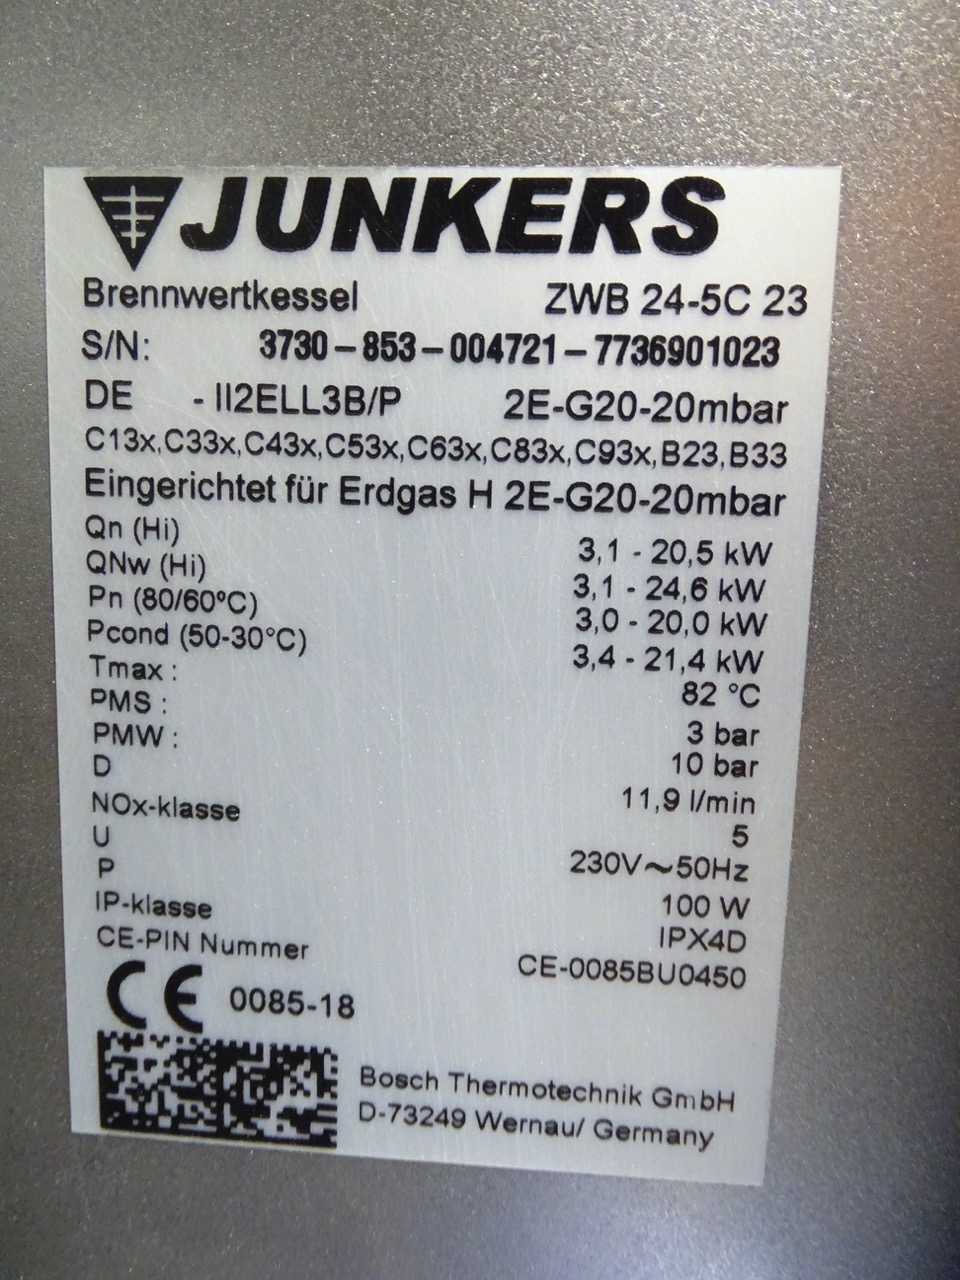 JUNKERS
Brennwertkessel ZWB 24-5C 23
S/N: 3730-853-004721-7736901023
DE -II2ELL3B/P 2E-G20-20mbar
C13x,C33x,C43x,C53x,C63x,C83x,C93x,B23,B33
Eingerichtet für Erdgas H 2E-G20-20mbar
Qn (Hi) 3,1 - 20,5 kW
QNw (Hi) 3,1 - 24,6 kW
Pn (80/60°C) 3,0 - 20,0 kW
Pcond (50-30°C) 3,4 - 21,4 kW
Tmax : 82 °C
PMS : 3 bar
PMW : 10 bar
D 11,9 l/min
NOx-klasse 5
U 230V~50Hz
P 100 W
IP-klasse IPX4D
CE-PIN Nummer CE-0085BU0450
CE 0085-18
Bosch Thermotechnik GmbH
D-73249 Wernau/ Germany